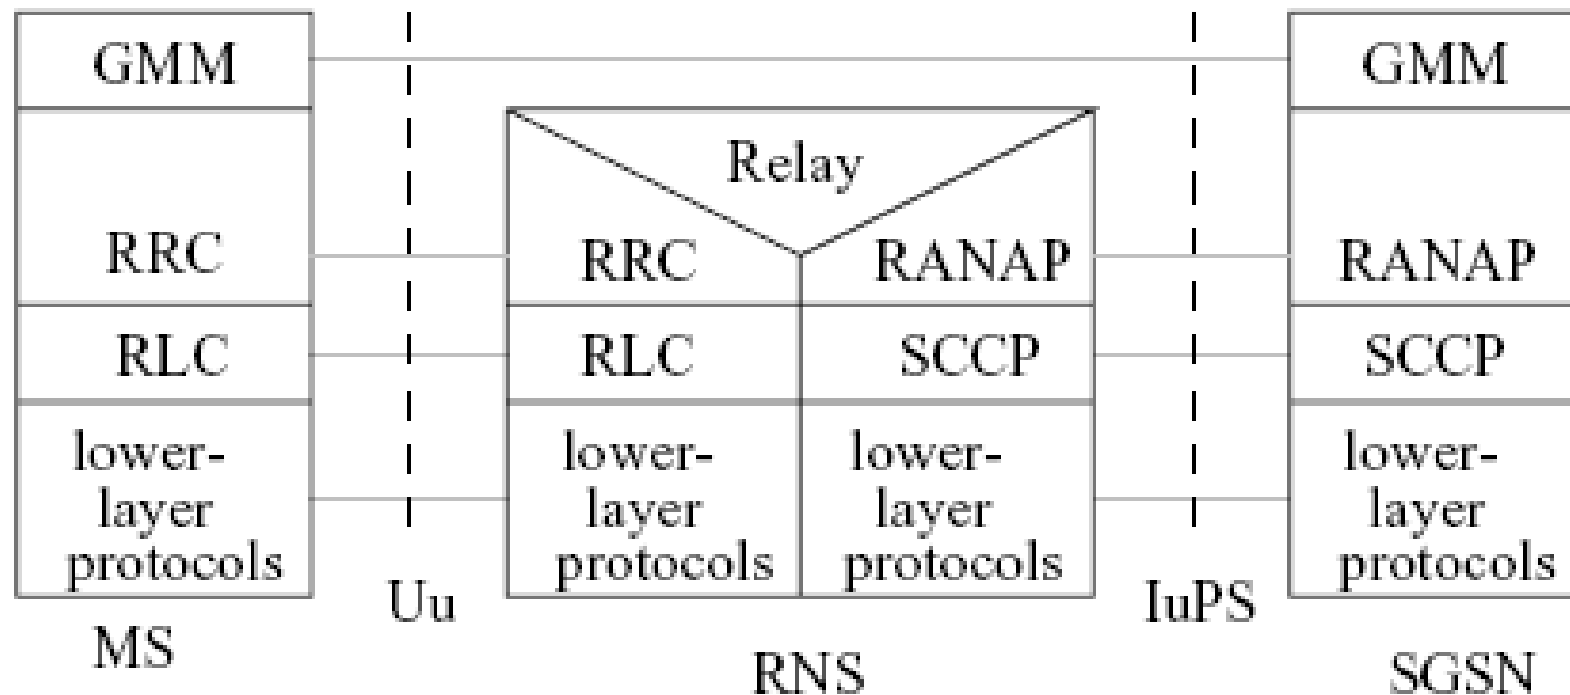 GMM
GMM
Relay
RRC
RRC
RANAP
RANAP
RLC
RLC
SCCP
SCCP
lower-
layer
protocols
lower-
layer
protocols
lower-
layer
protocols
lower-
layer
protocols
Uu
IuPS
MS
RNS
SGSN